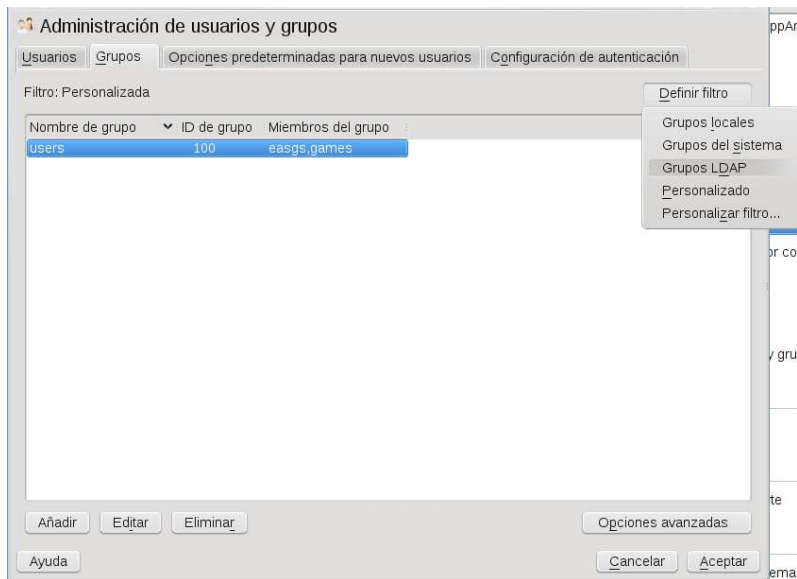 Administración de usuarios y grupos
ppAr
Usuarios Grupos Opciones predeterminadas para nuevos usuarios Configuración de autenticación
Filtro: Personalizada
Definir filtro
Nombre de grupo ID de grupo Miembros del grupo
users 100 easgs,games
Grupos locales
Grupos del sistema
Grupos LDAP
Personalizado
Personalizar filtro...
or co
y gru
te
Añadir Editar Eliminar Opciones avanzadas
Ayuda Cancelar Aceptar
ema